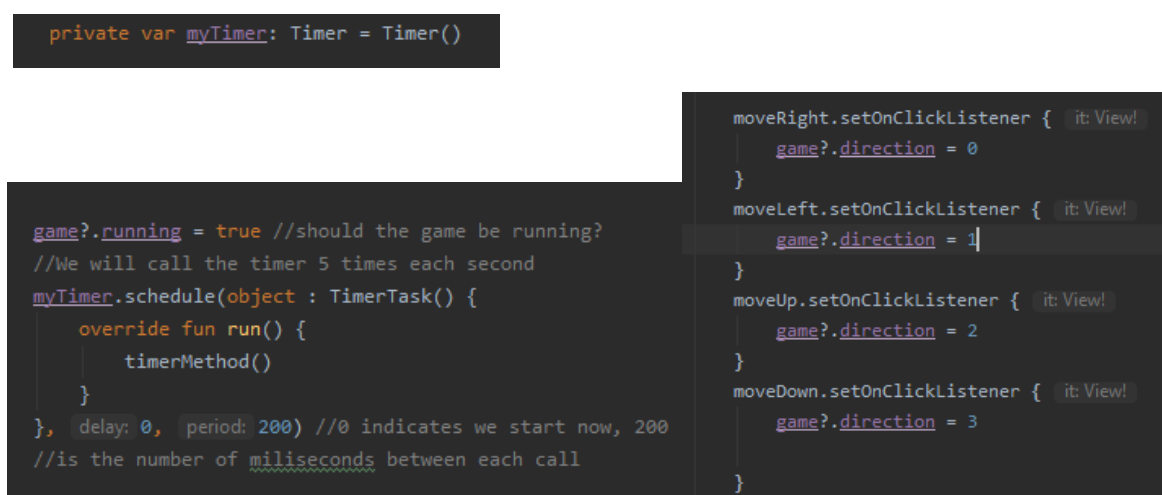 private var myTimer: Timer = Timer()
game?.running = true //should the game be running?
//We will call the timer 5 times each second
myTimer.schedule(object : TimerTask() {
override fun run() {
timerMethod()
}
}, delay: 0, period: 200) //0 indicates we start now, 200
//is the number of miliseconds between each call
moveRight.setOnClickListener { it: View!
game?.direction = 0
}
moveLeft.setOnClickListener { it: View!
game?.direction = 1
}
moveUp.setOnClickListener { it: View!
game?.direction = 2
}
moveDown.setOnClickListener { it: View!
game?.direction = 3
}